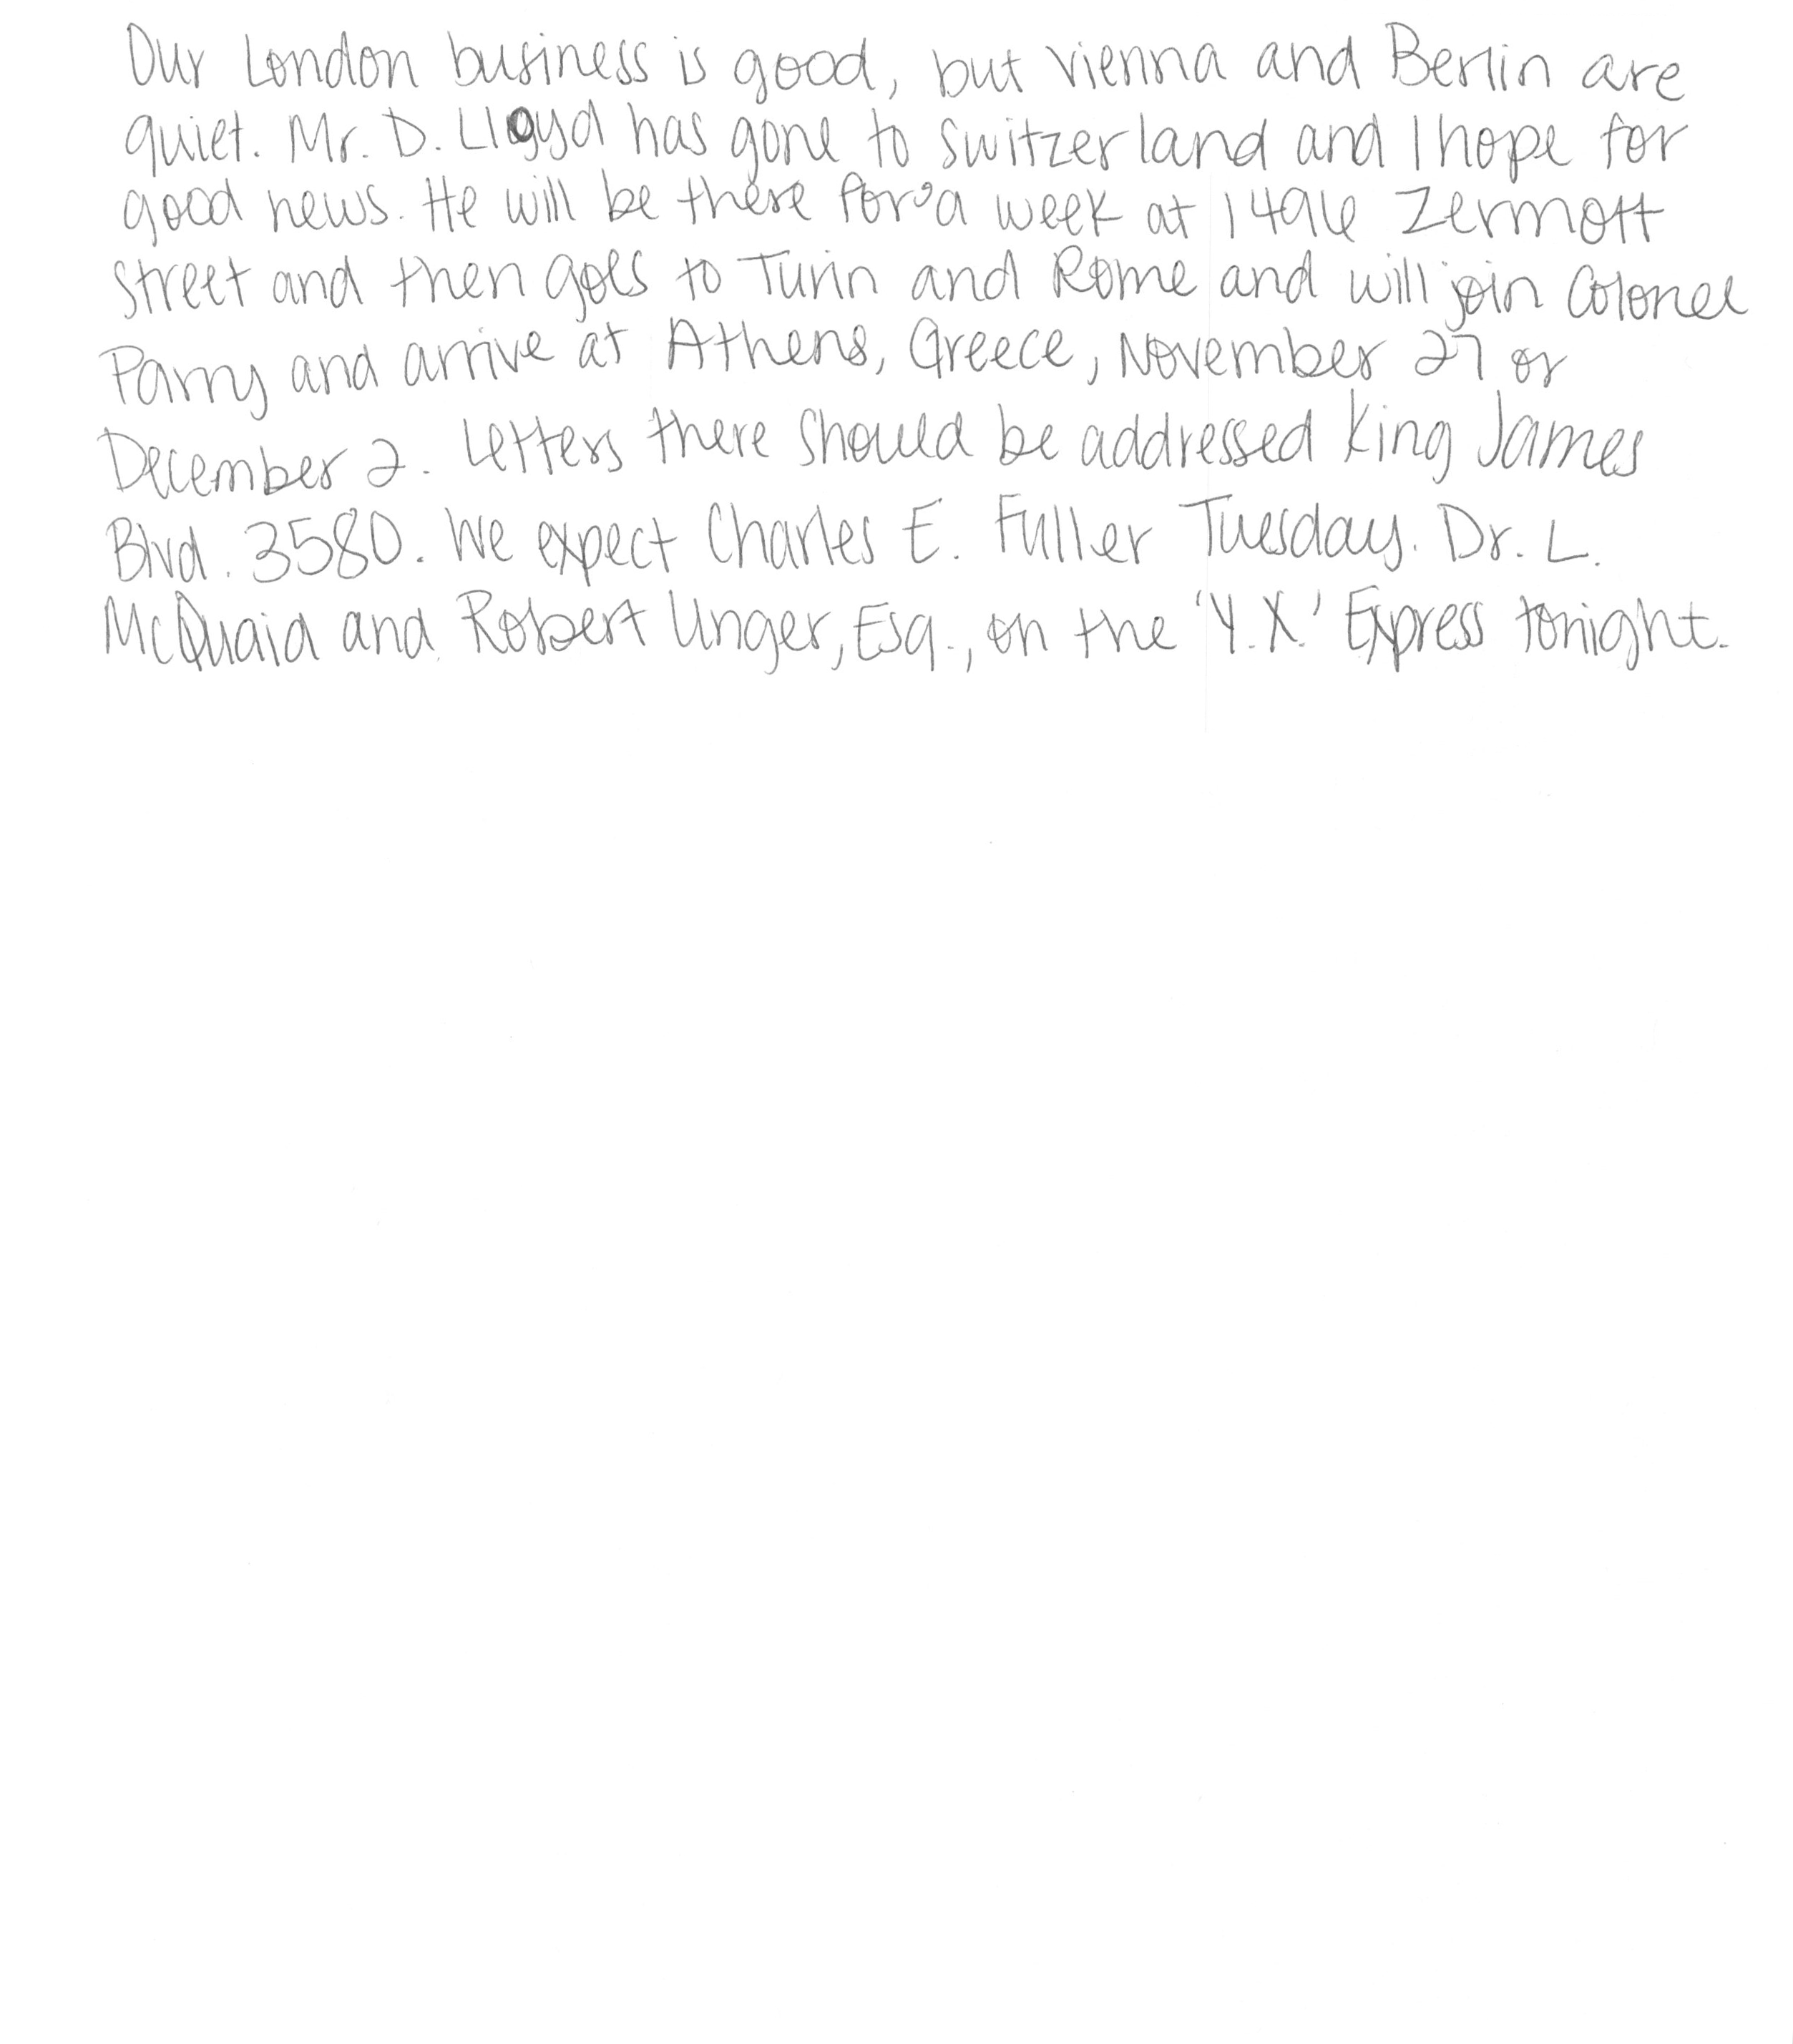 Our London business is good, but Vienna and Berlin are
quiet. Mr. D. Lloyd has gone to Switzerland and I hope for
good news. He will be there for a week at 1496 Zermott
street and then goes to Turin and Rome and will join Colonel
Parry and arrive at Athens, Greece, November 27 or
December 2. Letters there should be addressed King James
Blvd. 3580. We expect Charles E. Fuller Tuesday. Dr. L.
McQuaid and Robert Unger, Esq., on the 'Y.X.' Express tonight.